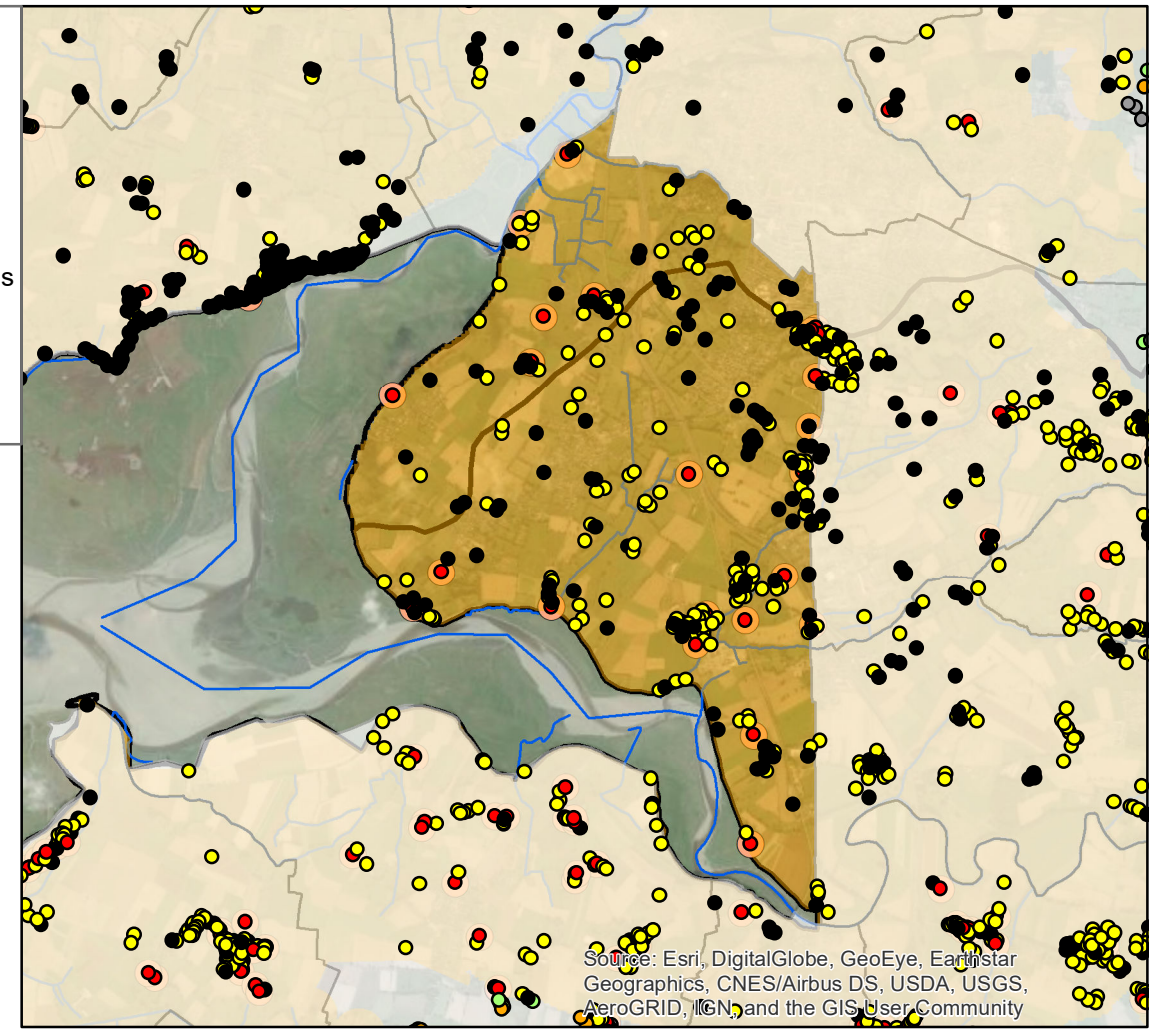 s
Source: Esri, DigitalGlobe, GeoEye, Earthstar
Geographics, CNES/Airbus DS, USDA, USGS,
AeroGRID, IGN, and the GIS User Community